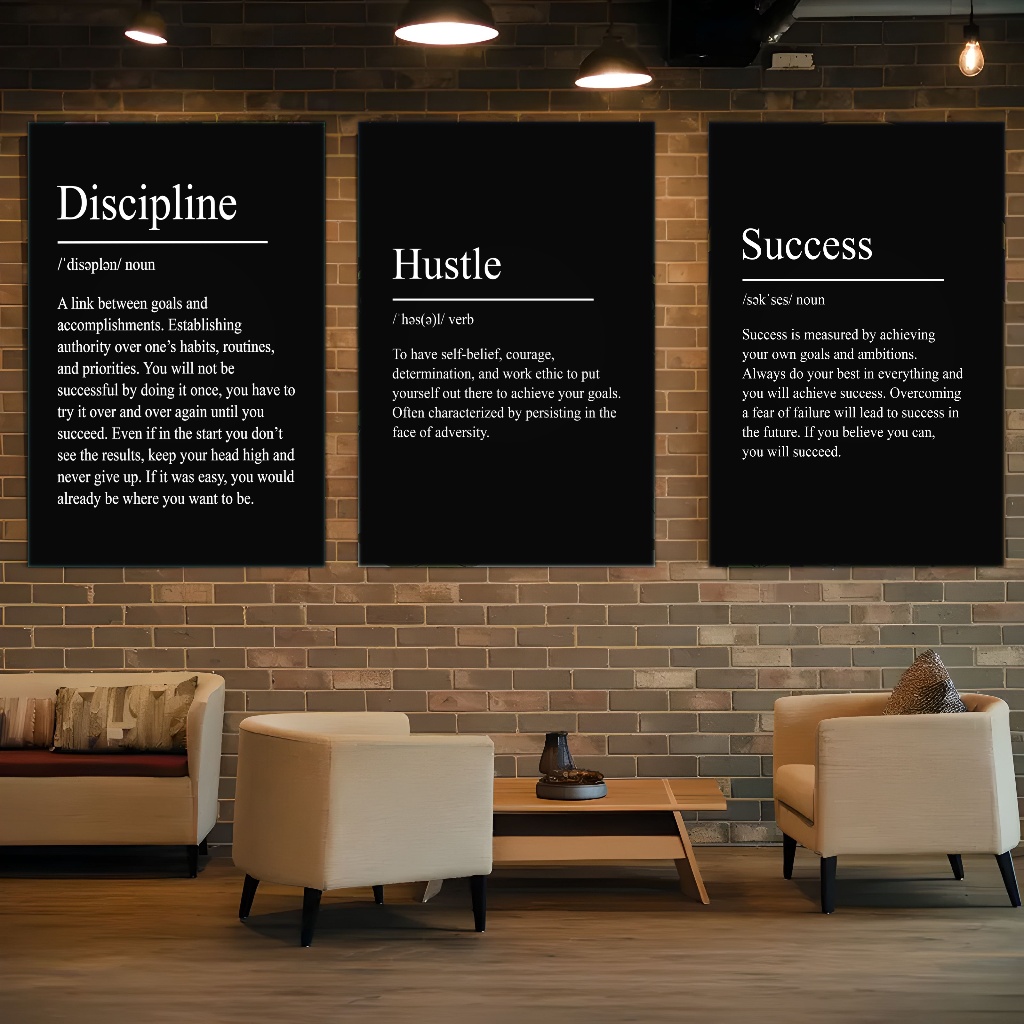 Discipline
/ˈdisəplən/ noun
A link between goals and
accomplishments. Establishing
authority over one’s habits, routines,
and priorities. You will not be
successful by doing it once, you have to
try it over and over again until you
succeed. Even if in the start you don’t
see the results, keep your head high and
never give up. If it was easy, you would
already be where you want to be.
Hustle
/ˈhəs(ə)l/ verb
To have self-belief, courage,
determination, and work ethic to put
yourself out there to achieve your goals.
Often characterized by persisting in the
face of adversity.
Success
/səkˈses/ noun
Success is measured by achieving
your own goals and ambitions.
Always do your best in everything and
you will achieve success. Overcoming
a fear of failure will lead to success in
the future. If you believe you can,
you will succeed.